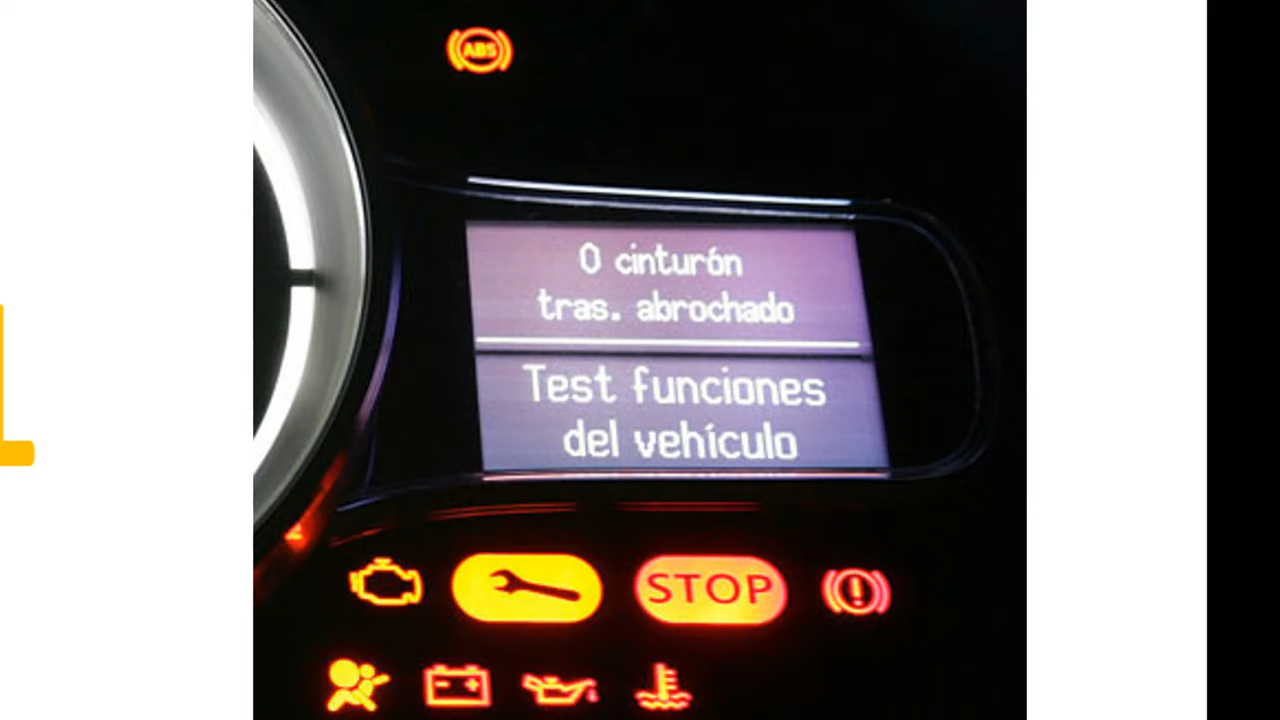 ABS
0 cinturón
tras. abrochado
Test funciones
del vehículo
STOP